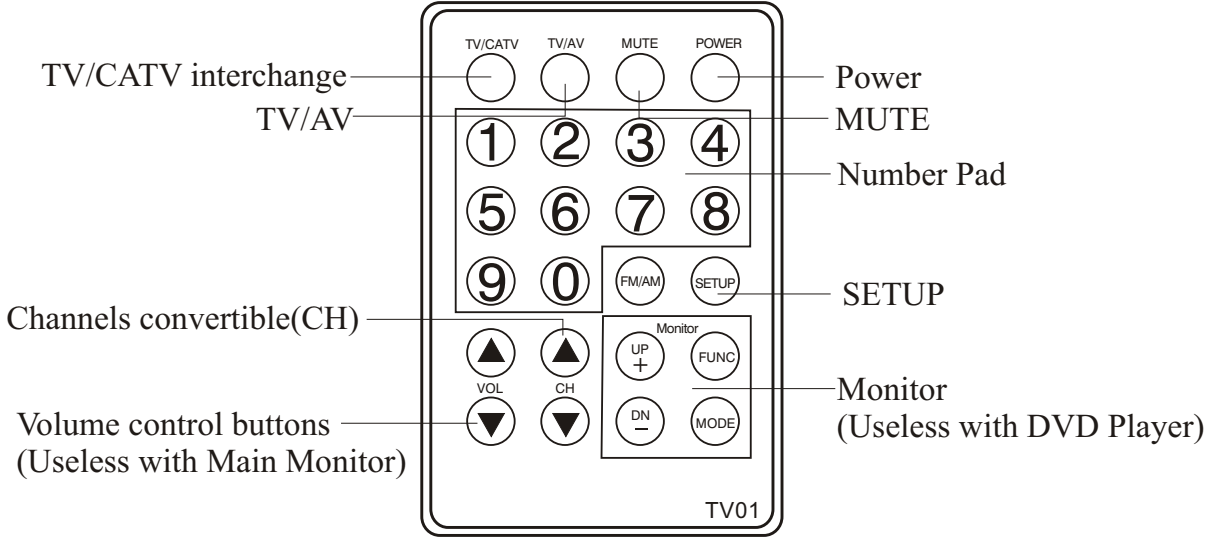 TV/CATV TV/AV MUTE POWER
TV/CATV interchange
Power
TV/AV
MUTE
1 2 3 4
Number Pad
5 6 7 8
9 0 FM/AM SETUP
SETUP
Channels convertible(CH)
Monitor
UP + FUNC
VOL CH
Monitor
(Useless with DVD Player)
DN - MODE
Volume control buttons
(Useless with Main Monitor)
TV01